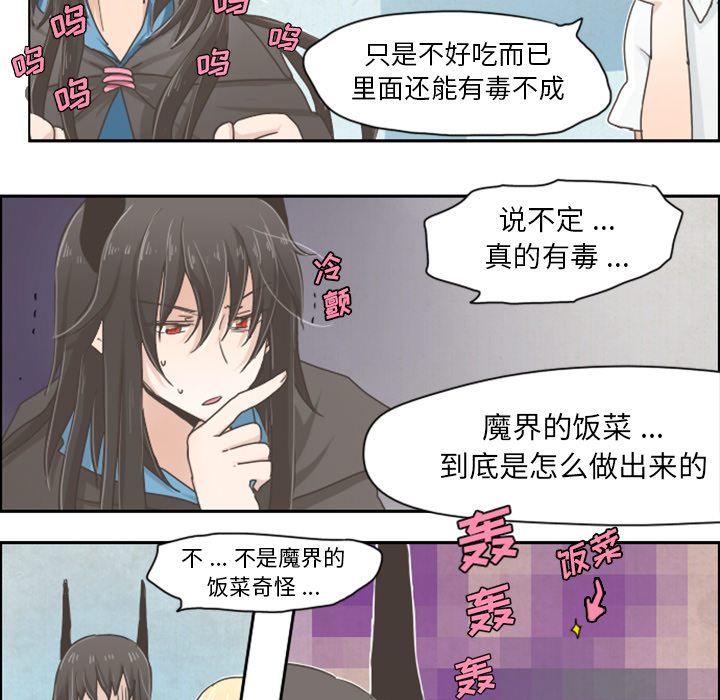 呜
呜
呜
呜
呜
呜
只是不好吃而已
里面还能有毒不成
说不定 ...
真的有毒 ...
冷
颤
魔界的饭菜 ...
到底是怎么做出来的
不 ... 不是魔界的
饭菜奇怪 ...
轰
轰
轰
饭菜